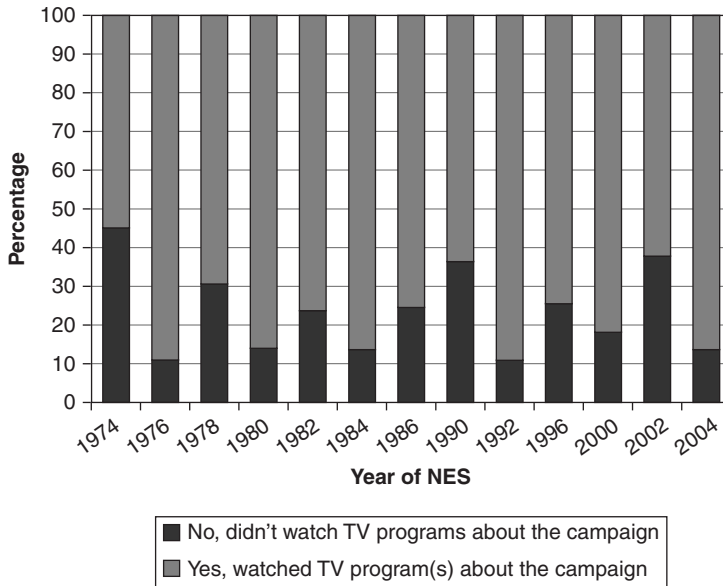 100
90
80
70
60
50
40
30
20
10
0
Percentage
1974 1976 1978 1980 1982 1984 1986 1990 1992 1996 2000 2002 2004
Year of NES
No, didn't watch TV programs about the campaign
Yes, watched TV program(s) about the campaign